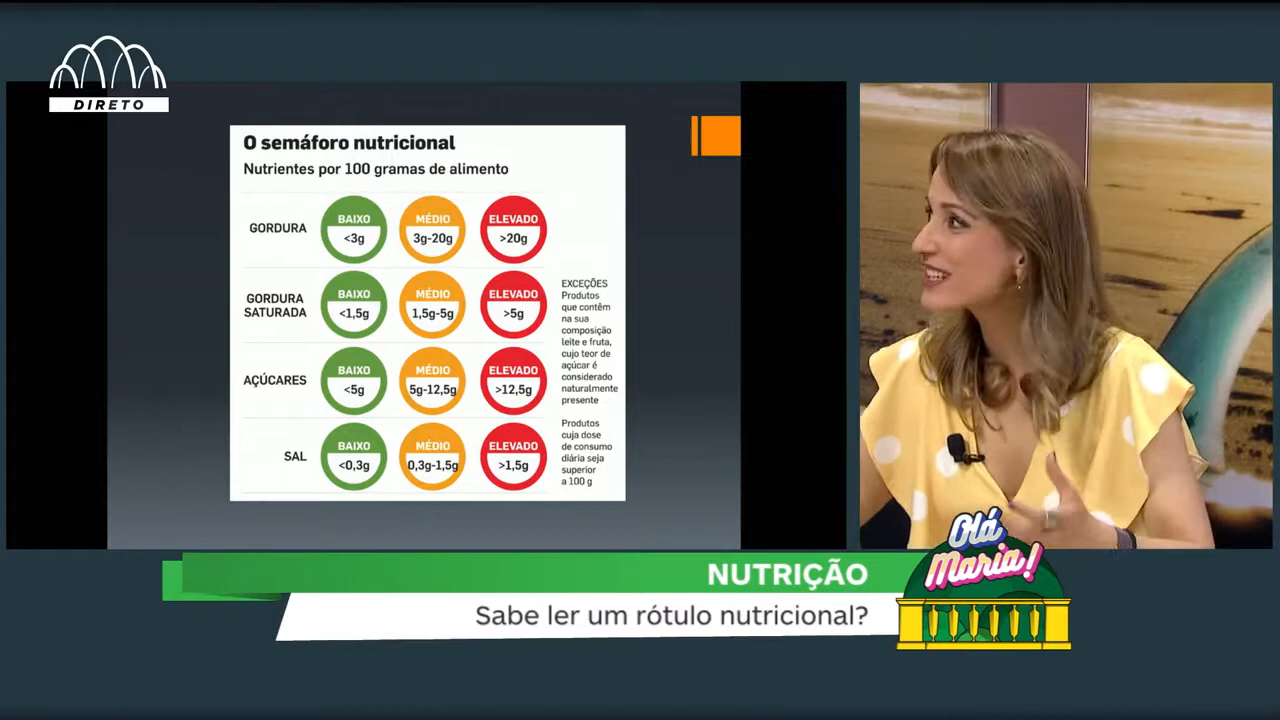 DIRETO
O semáforo nutricional
Nutrientes por 100 gramas de alimento
GORDURA
BAIXO
<3g
MÉDIO
3g-20g
ELEVADO
>20g
GORDURA
SATURADA
BAIXO
<1,5g
MÉDIO
1,5g-5g
ELEVADO
>5g
AÇÚCARES
BAIXO
<5g
MÉDIO
5g-12,5g
ELEVADO
>12,5g
SAL
BAIXO
<0,3g
MÉDIO
0,3g-1,5g
ELEVADO
>1,5g
EXCEÇÕES
Produtos
que contêm
na sua
composição
leite e fruta,
cujo teor de
açúcar é
considerado
naturalmente
presente
Produtos
cuja dose
de consumo
diária seja
superior
a 100 g
NUTRIÇÃO
Sabe ler um rótulo nutricional?
Olá
Maria!